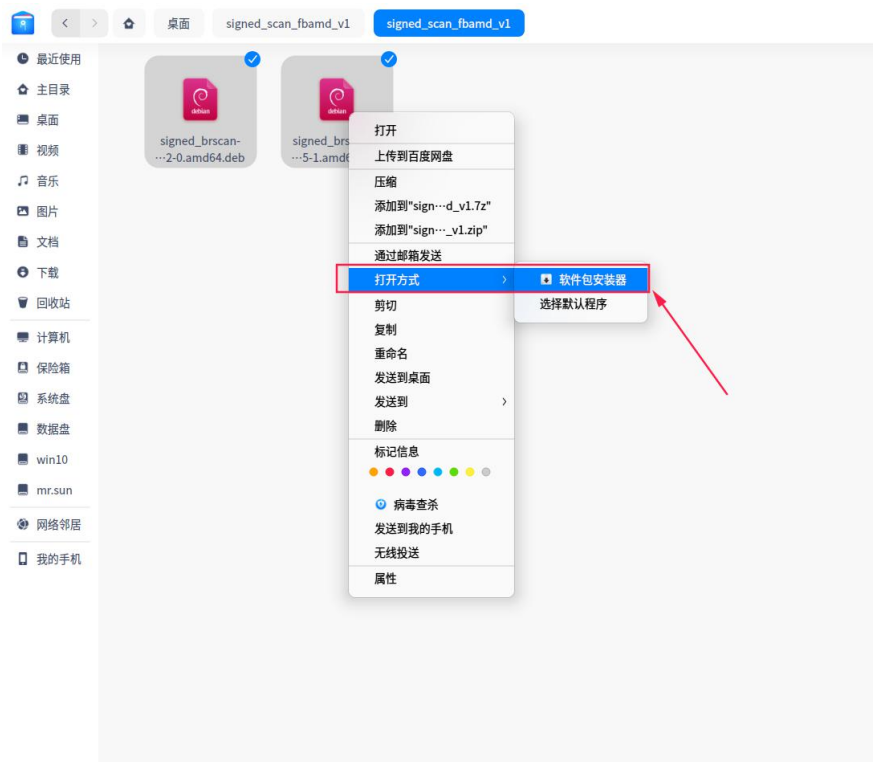 桌面
signed_scan_fbamd_v1
signed_scan_fbamd_v1
最近使用
主目录
桌面
视频
音乐
图片
文档
下载
回收站
计算机
保险箱
系统盘
数据盘
win10
mr.sun
网络邻居
我的手机
debian
signed_brscan-
···2-0.amd64.deb
debian
signed_brs
···5-1.amd6
打开
上传到百度网盘
压缩
添加到"sign···d_v1.7z"
添加到"sign···_v1.zip"
通过邮箱发送
打开方式
剪切
复制
重命名
发送到桌面
发送到
删除
标记信息
病毒查杀
发送到我的手机
无线投送
属性
软件包安装器
选择默认程序